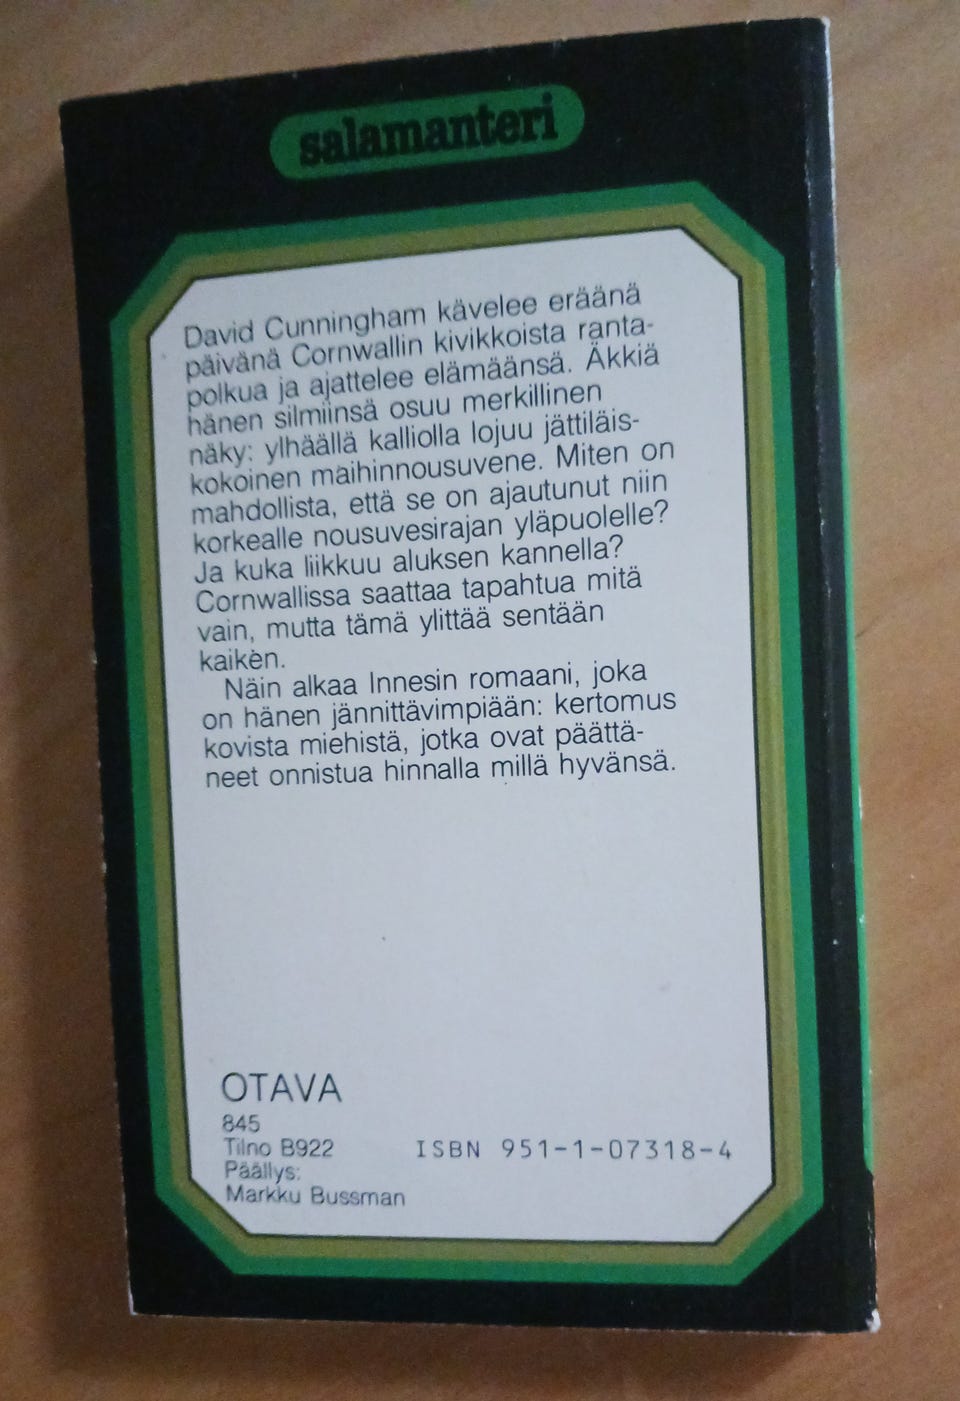 salamanteri
David Cunningham kävelee eräänä
päivänä Cornwallin kivikkoista ranta-
polkua ja ajattelee elämäänsä. Äkkiä
hänen silmiinsä osuu merkillinen
näky: ylhäällä kalliolla lojuu jättiläis-
kokoinen maihinnousuvene. Miten on
mahdollista, että se on ajautunut niin
korkealle nousuvesirajan yläpuolelle?
Ja kuka liikkuu aluksen kannella?
Cornwallissa saattaa tapahtua mitä
vain, mutta tämä ylittää sentään
kaiken.
Näin alkaa Innesin romaani, joka
on hänen jännittävimpiään: kertomus
kovista miehistä, jotka ovat päättä-
neet onnistua hinnalla millä hyvänsä.
OTAVA
845
Tilno B922
ISBN 951-1-07318-4
Päällys:
Markku Bussman